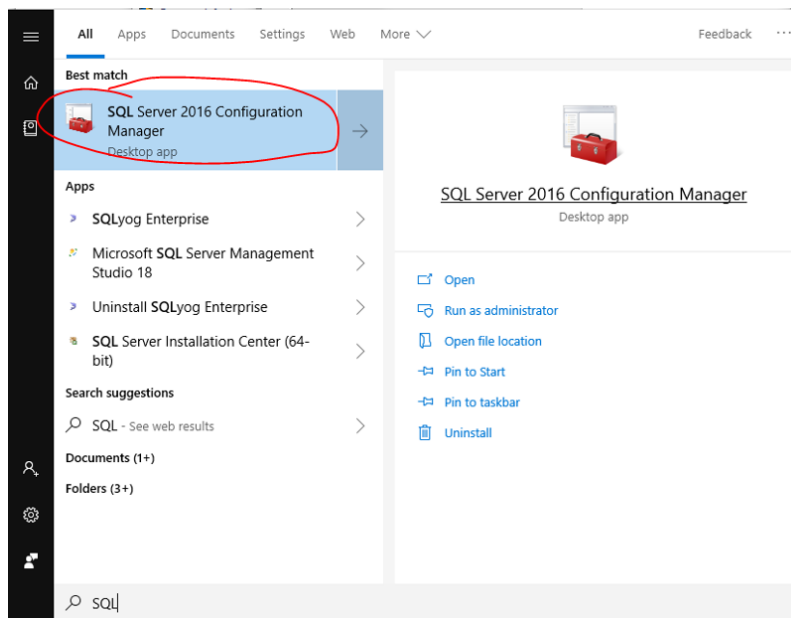 All Apps Documents Settings Web More Feedback ...
Best match
SQL Server 2016 Configuration
Manager
Desktop app
Apps
SQLyog Enterprise
Microsoft SQL Server Management
Studio 18
Uninstall SQLyog Enterprise
SQL Server Installation Center (64-
bit)
Search suggestions
SQL - See web results
Documents (1+)
Folders (3+)
SQL Server 2016 Configuration Manager
Desktop app
Open
Run as administrator
Open file location
Pin to Start
Pin to taskbar
Uninstall
SQL